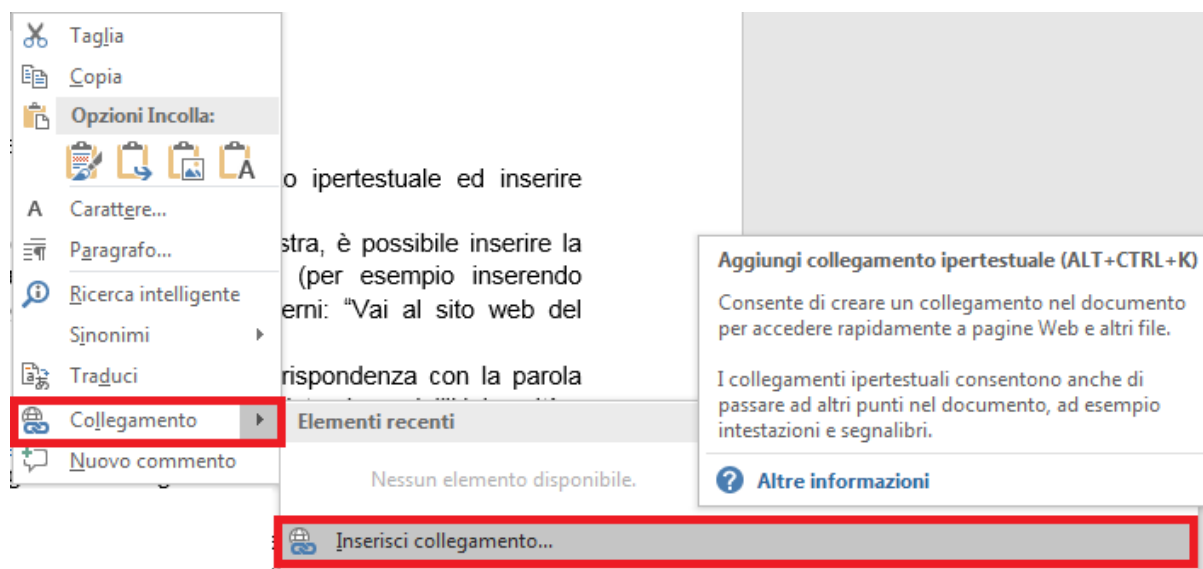 Taglia
Copia
Opzioni Incolla:
A
Carattere...
Paragrafo...
Ricerca intelligente
Sinonimi
Traduci
Collegamento
Nuovo commento
o ipertestuale ed inserire
stra, è possibile inserire la
(per esempio inserendo
erni: “Vai al sito web del
rispondenza con la parola
Elementi recenti
Nessun elemento disponibile.
Inserisci collegamento...
Aggiungi collegamento ipertestuale (ALT+CTRL+K)
Consente di creare un collegamento nel documento
per accedere rapidamente a pagine Web e altri file.
I collegamenti ipertestuali consentono anche di
passare ad altri punti nel documento, ad esempio
intestazioni e segnalibri.
Altre informazioni